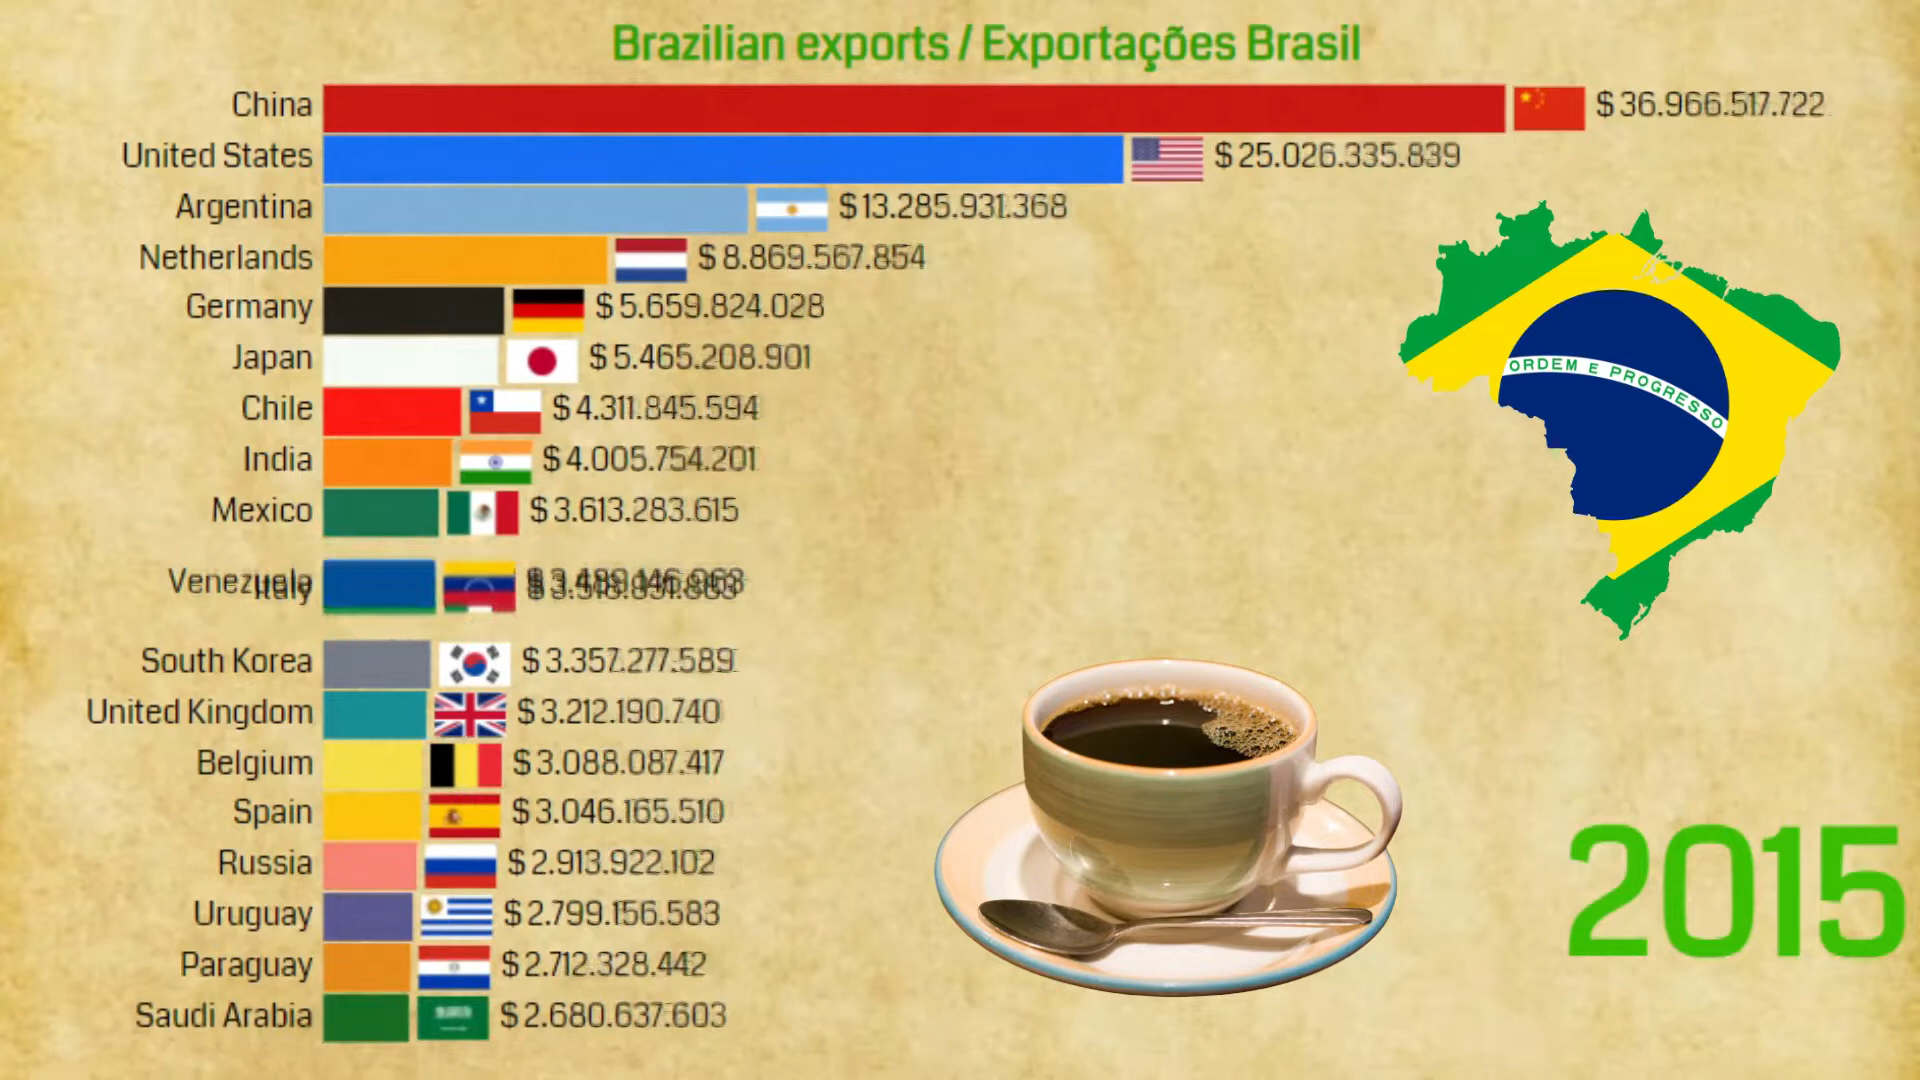 Brazilian exports / Exportações Brasil
China $ 36.966.517.722
United States $ 25.026.335.839
Argentina $ 13.285.931.368
Netherlands $ 8.869.567.854
Germany $ 5.659.824.028
Japan $ 5.465.208.901
Chile $ 4.311.845.594
India $ 4.005.754.201
Mexico $ 3.613.283.615
Venezuela
Italy
South Korea $ 3.357.277.589
United Kingdom $ 3.212.190.740
Belgium $ 3.088.087.417
Spain $ 3.046.165.510
Russia $ 2.913.922.102
Uruguay $ 2.799.156.583
Paraguay $ 2.712.328.442
Saudi Arabia $ 2.680.637.603
ORDEM E PROGRESSO
2015